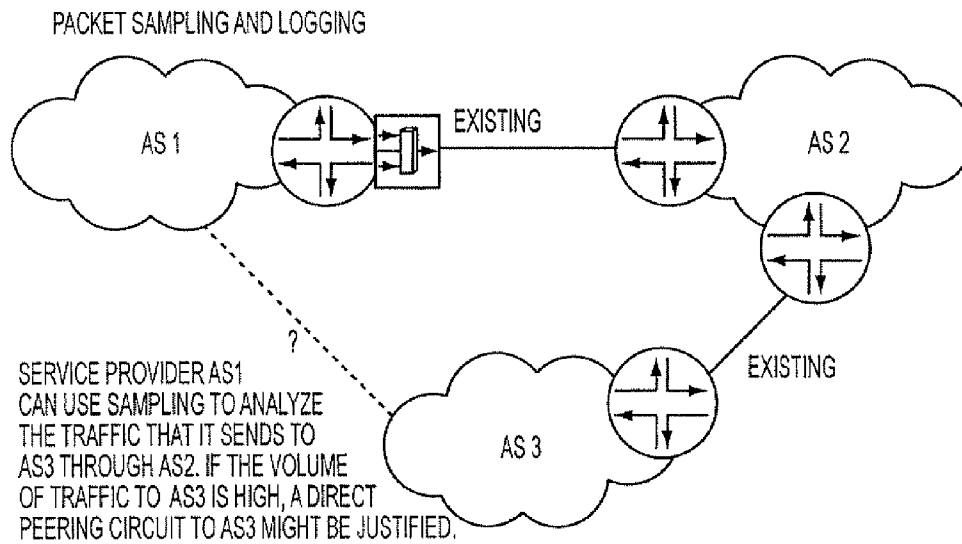 PACKET SAMPLING AND LOGGING
AS 1
EXISTING
AS 2
?
EXISTING
SERVICE PROVIDER AS1
CAN USE SAMPLING TO ANALYZE
THE TRAFFIC THAT IT SENDS TO
AS3 THROUGH AS2. IF THE VOLUME
OF TRAFFIC TO AS3 IS HIGH, A DIRECT
PEERING CIRCUIT TO AS3 MIGHT BE JUSTIFIED.
AS 3